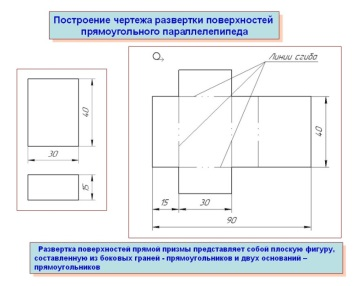 Построение чертежа развертки поверхностей
прямоугольного параллелепипеда
Линии сгиба
40
30
15
40
15
30
90
Развертка поверхностей прямой призмы представляет собой плоскую фигуру,
составленную из боковых граней - прямоугольников и двух оснований –
прямоугольников